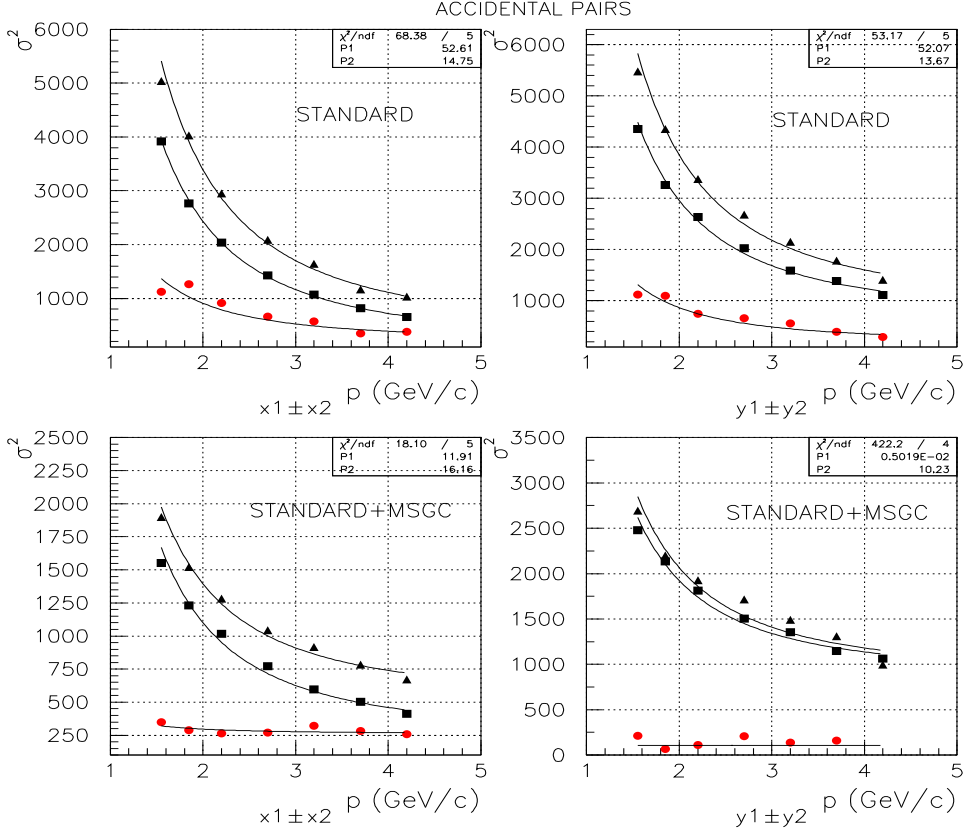 ACCIDENTAL PAIRS
σ²
6000
5000
4000
3000
2000
1000
χ²/ndf 68.38 / 5
P1 52.61
P2 14.75
STANDARD
1 2 3 4 5
p (GeV/c)
x1±x2
σ²
6000
5000
4000
3000
2000
1000
χ²/ndf 53.17 / 5
P1 52.07
P2 13.67
STANDARD
1 2 3 4 5
p (GeV/c)
y1±y2
σ²
2500
2250
2000
1750
1500
1250
1000
750
500
250
χ²/ndf 18.10 / 5
P1 11.91
P2 16.16
STANDARD+MSGC
1 2 3 4 5
p (GeV/c)
x1±x2
σ²
3500
3000
2500
2000
1500
1000
500
0
χ²/ndf 422.2 / 4
P1 0.5019E-02
P2 10.23
STANDARD+MSGC
1 2 3 4 5
p (GeV/c)
y1±y2